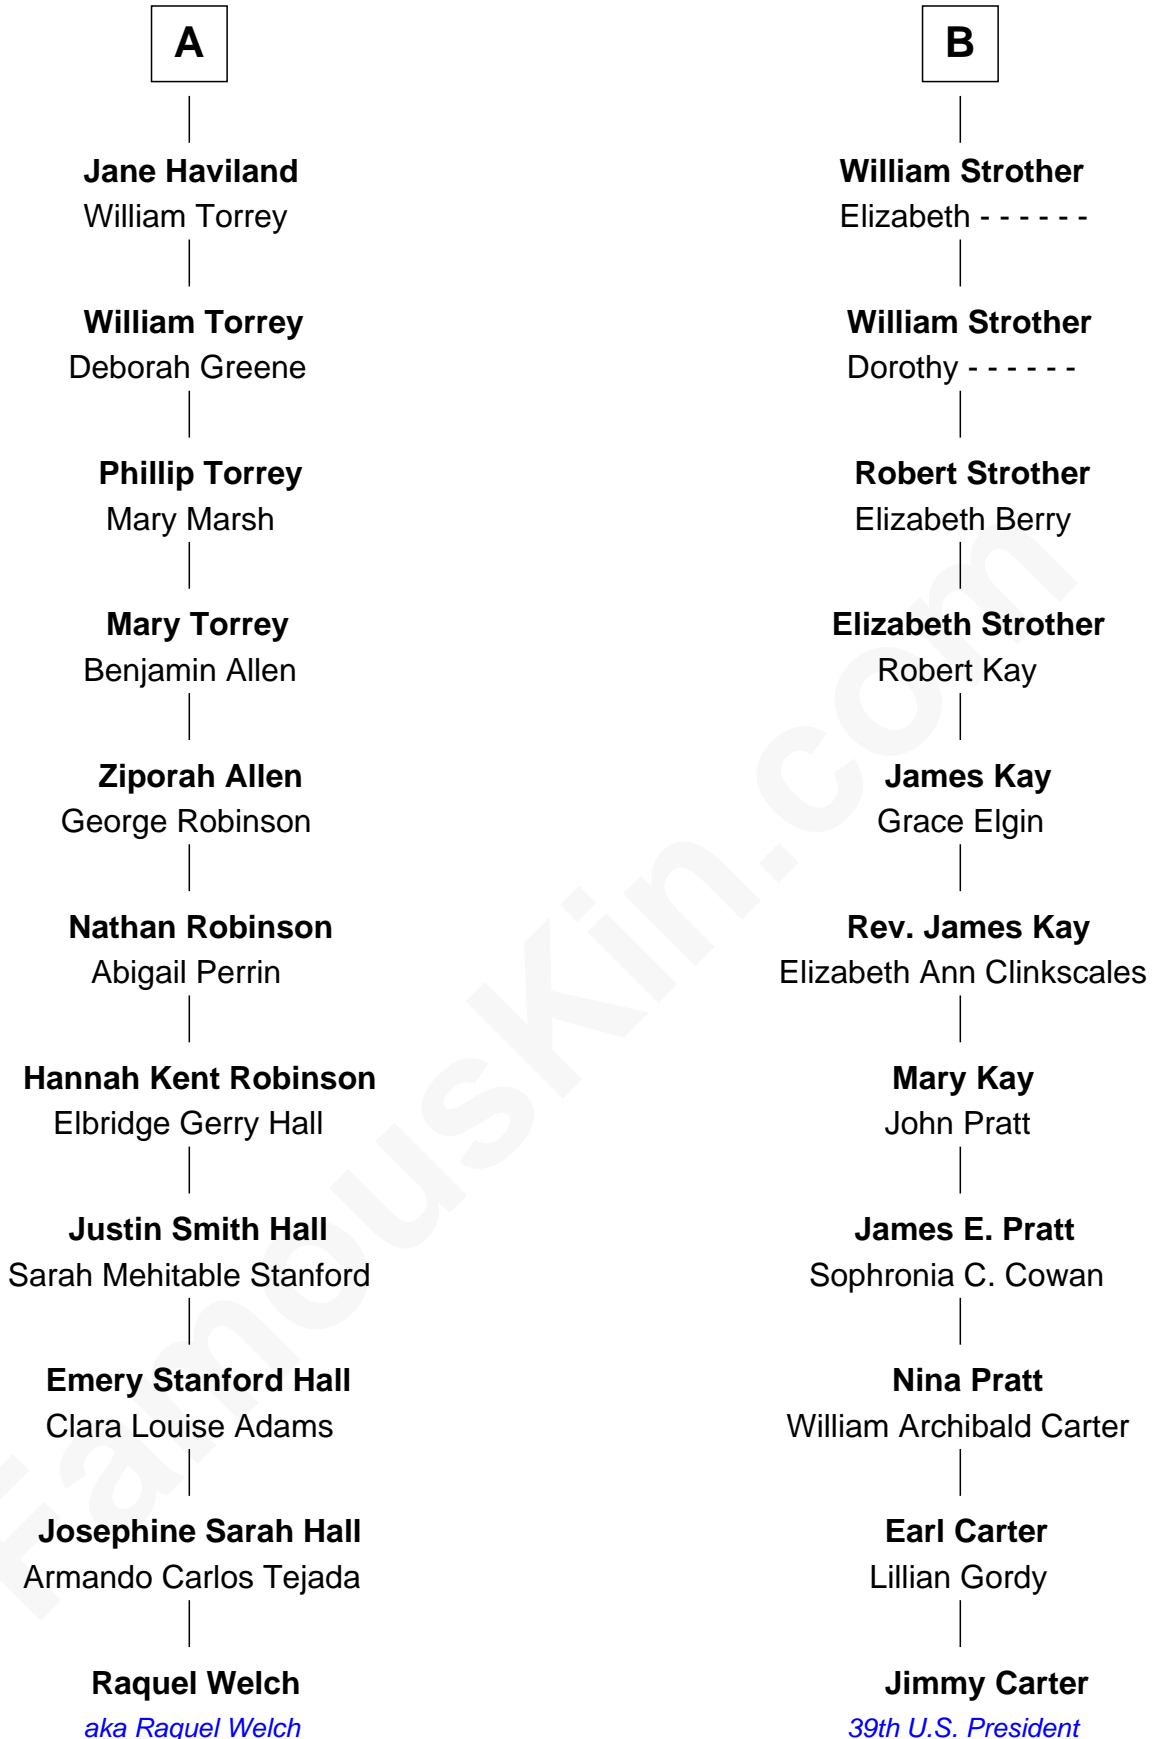 A
Jane Haviland
William Torrey
William Torrey
Deborah Greene
Phillip Torrey
Mary Marsh
Mary Torrey
Benjamin Allen
Ziporah Allen
George Robinson
Nathan Robinson
Abigail Perrin
Hannah Kent Robinson
Elbridge Gerry Hall
Justin Smith Hall
Sarah Mehitable Stanford
Emery Stanford Hall
Clara Louise Adams
Josephine Sarah Hall
Armando Carlos Tejada
Raquel Welch
aka Raquel Welch
B
William Strother
Elizabeth - - - - - -
William Strother
Dorothy - - - - - -
Robert Strother
Elizabeth Berry
Elizabeth Strother
Robert Kay
James Kay
Grace Elgin
Rev. James Kay
Elizabeth Ann Clinkscales
Mary Kay
John Pratt
James E. Pratt
Sophronia C. Cowan
Nina Pratt
William Archibald Carter
Earl Carter
Lillian Gordy
Jimmy Carter
39th U.S. President
FamousKin.com